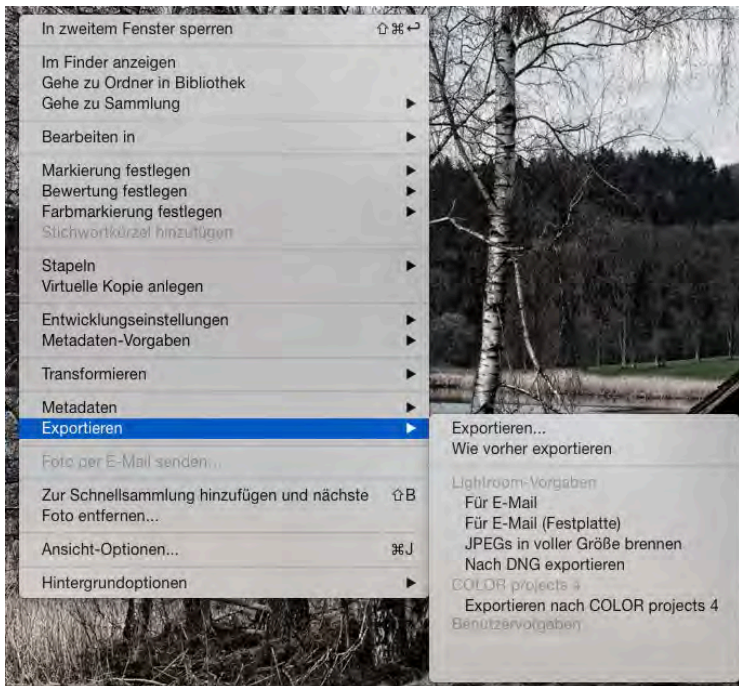 In zweitem Fenster sperren ⇧⌘↩
Im Finder anzeigen
Gehe zu Ordner in Bibliothek
Gehe zu Sammlung ▶
Bearbeiten in ▶
Markierung festlegen ▶
Bewertung festlegen ▶
Farbmarkierung festlegen ▶
Stichwortkürzel hinzufügen
Stapeln ▶
Virtuelle Kopie anlegen
Entwicklungseinstellungen ▶
Metadaten-Vorgaben ▶
Transformieren ▶
Metadaten ▶
Exportieren ▶
Foto per E-Mail senden...
Zur Schnellsammlung hinzufügen und nächste ⇧B
Foto entfernen...
Ansicht-Optionen... ⌘J
Hintergrundoptionen ▶
Exportieren...
Wie vorher exportieren
Lightroom-Vorgaben
Für E-Mail
Für E-Mail (Festplatte)
JPEGs in voller Größe brennen
Nach DNG exportieren
COLOR projects 4
Exportieren nach COLOR projects 4
Benutzervorgaben